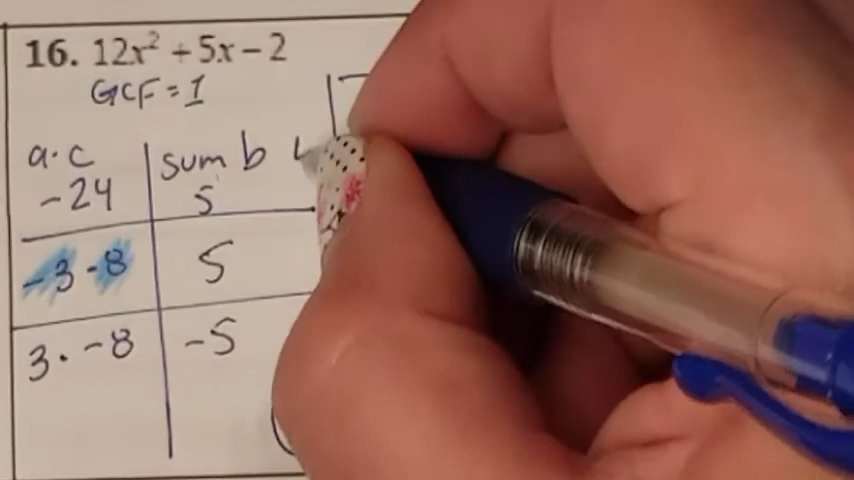 16. 12x² + 5x − 2
GCF = 1
a·c sum b
-24 5
-3 · 8 5
3 · -8 -5